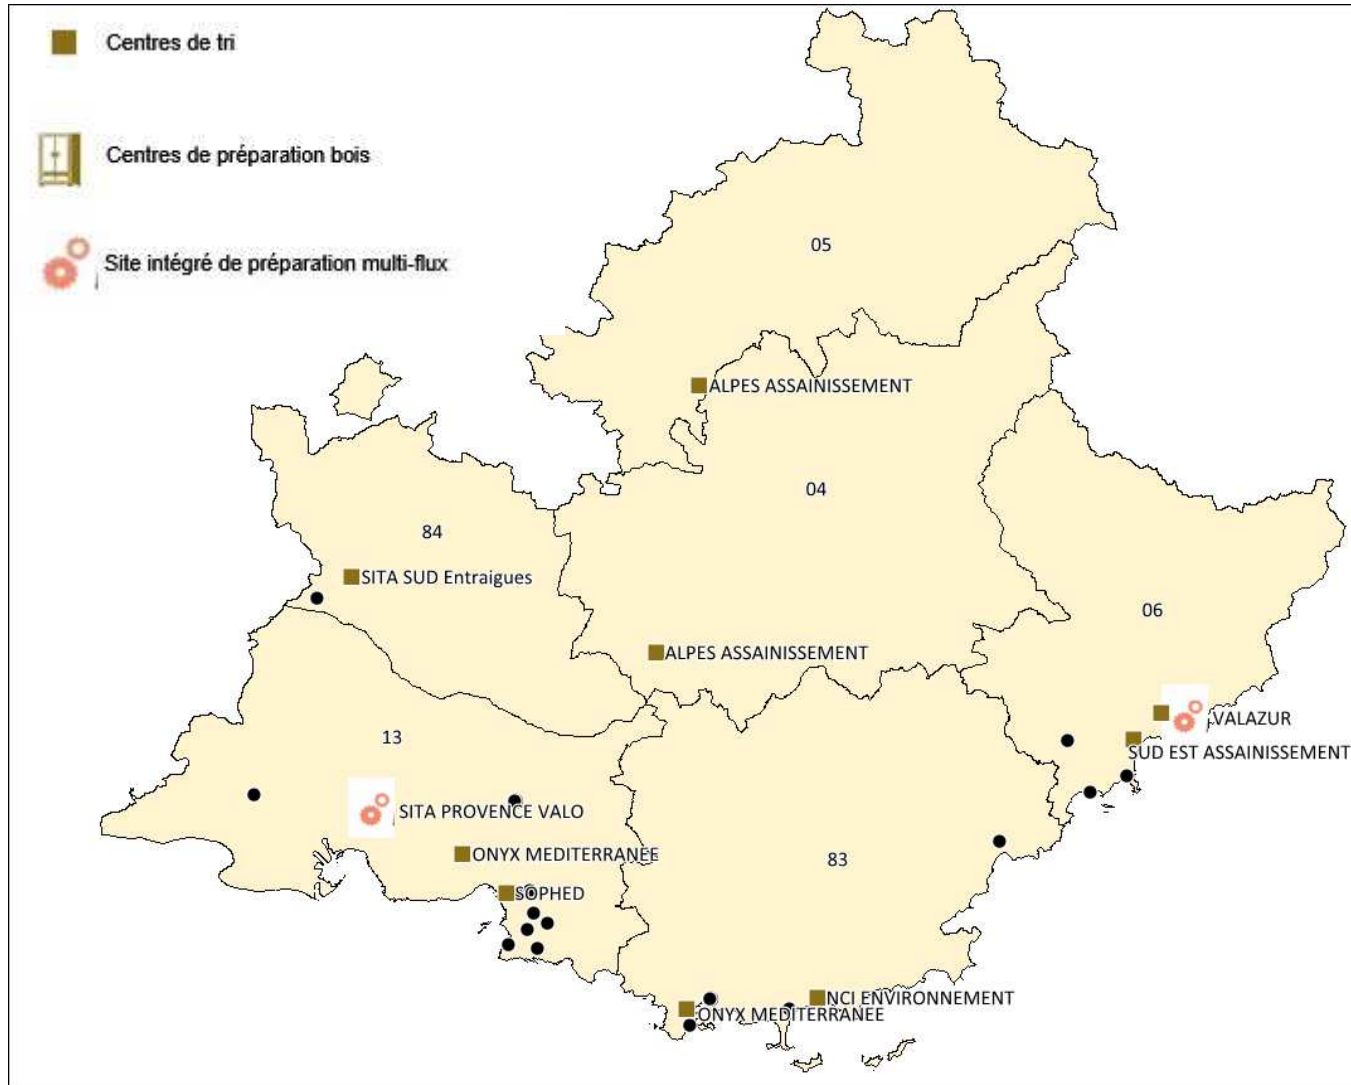 Centres de tri
Centres de préparation bois
Site intégré de préparation multi-flux
05
ALPES ASSAINISSEMENT
04
84
SITA SUD Entraigues
06
ALPES ASSAINISSEMENT
VALAZUR
13
SUD EST ASSAINISSEMENT
SITA PROVENCE VALO
ONYX MEDITERRANEE
83
SOPHED
NCI ENVIRONNEMENT
ONYX MEDITERRANEE